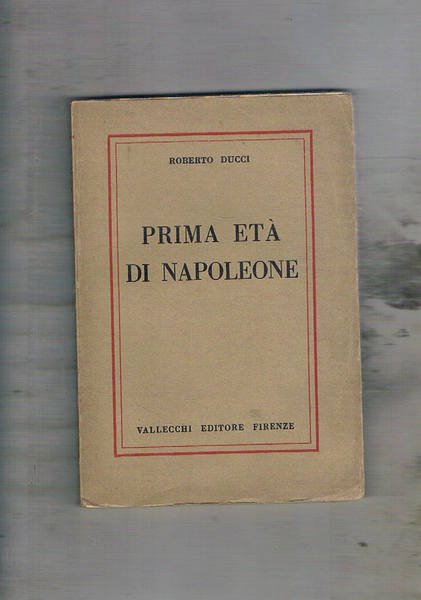 ROBERTO DUCCI
PRIMA ETÀ
DI NAPOLEONE
VALLECCHI EDITORE FIRENZE